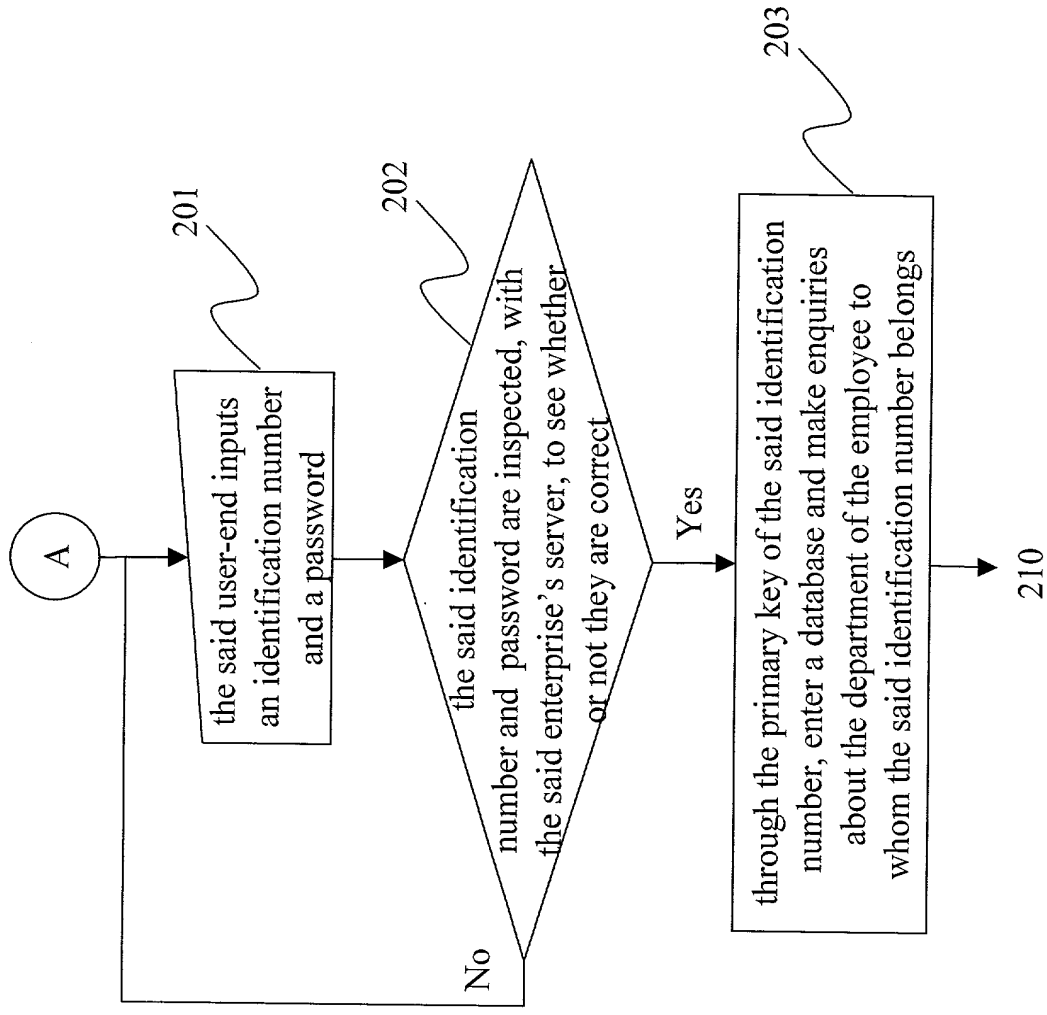 A
201
the said user-end inputs
an identification number
and a password
202
the said identification
number and password are inspected, with
the said enterprise's server, to see whether
or not they are correct
No
Yes
203
through the primary key of the said identification
number, enter a database and make enquiries
about the department of the employee to
whom the said identification number belongs
210